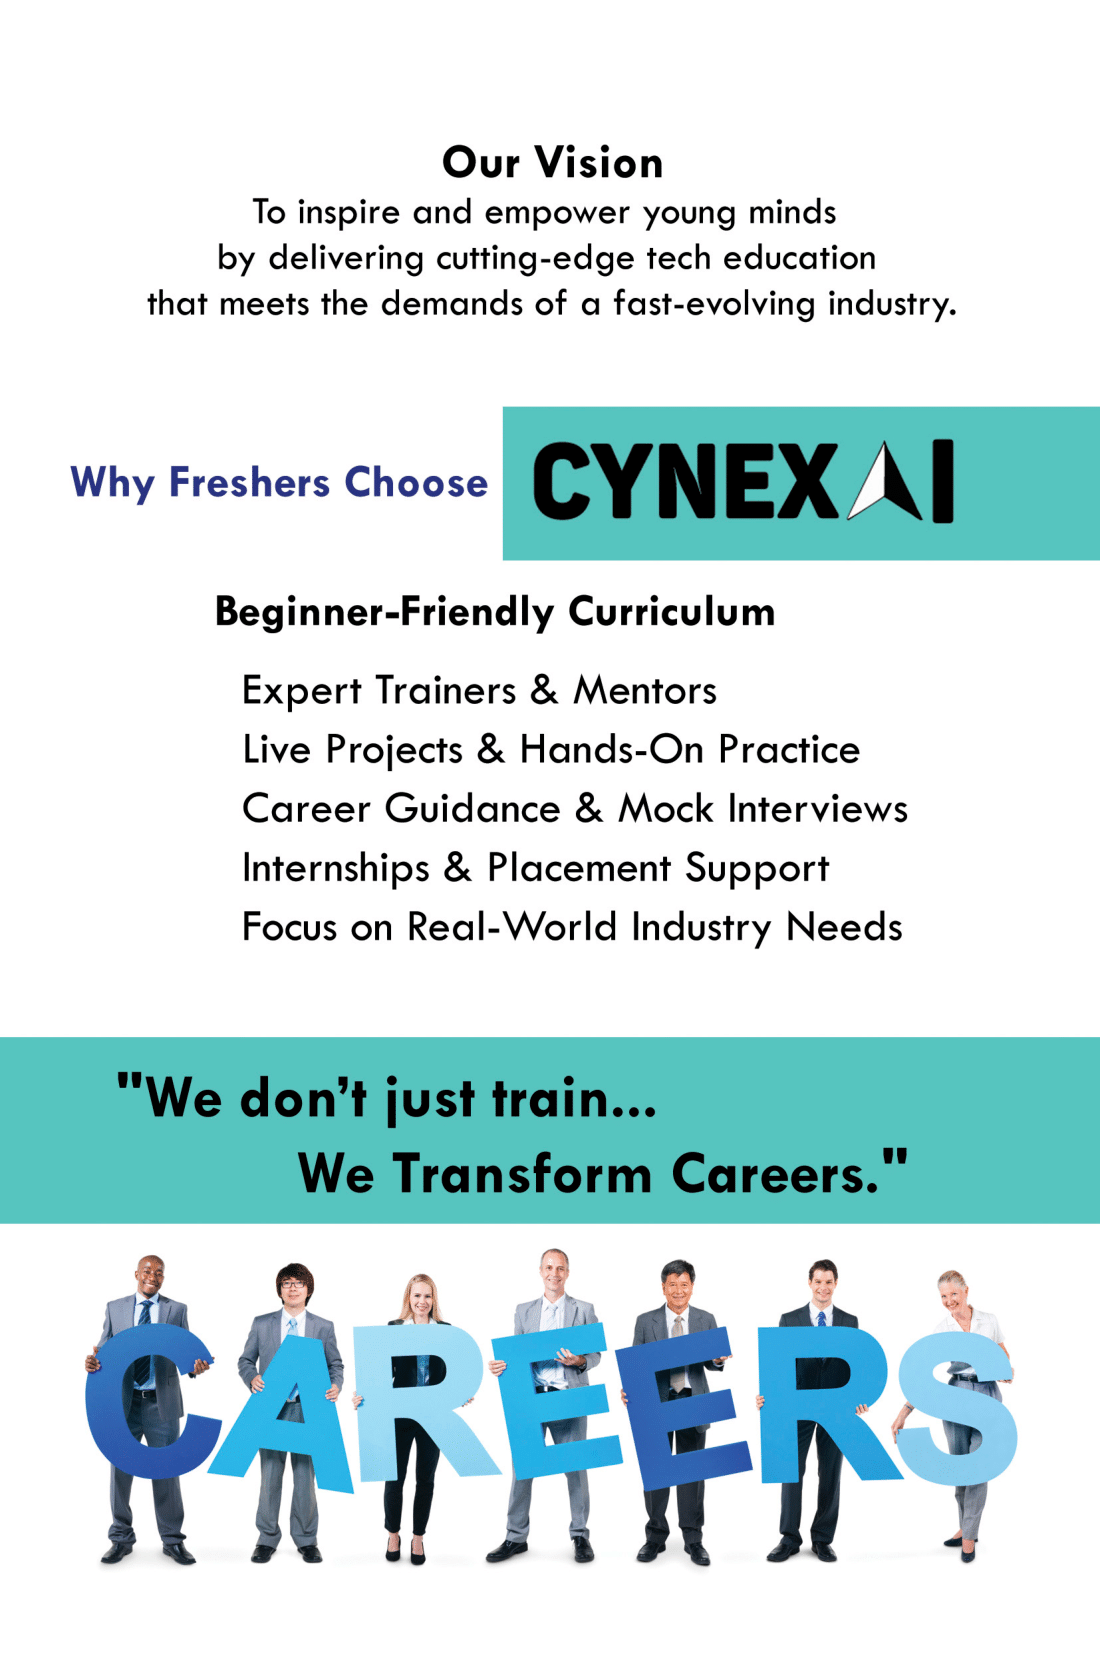 Our Vision
To inspire and empower young minds
by delivering cutting-edge tech education
that meets the demands of a fast-evolving industry.
Why Freshers Choose
CYNEX AI
Beginner-Friendly Curriculum
Expert Trainers & Mentors
Live Projects & Hands-On Practice
Career Guidance & Mock Interviews
Internships & Placement Support
Focus on Real-World Industry Needs
"We don’t just train...
We Transform Careers."
CAREERS